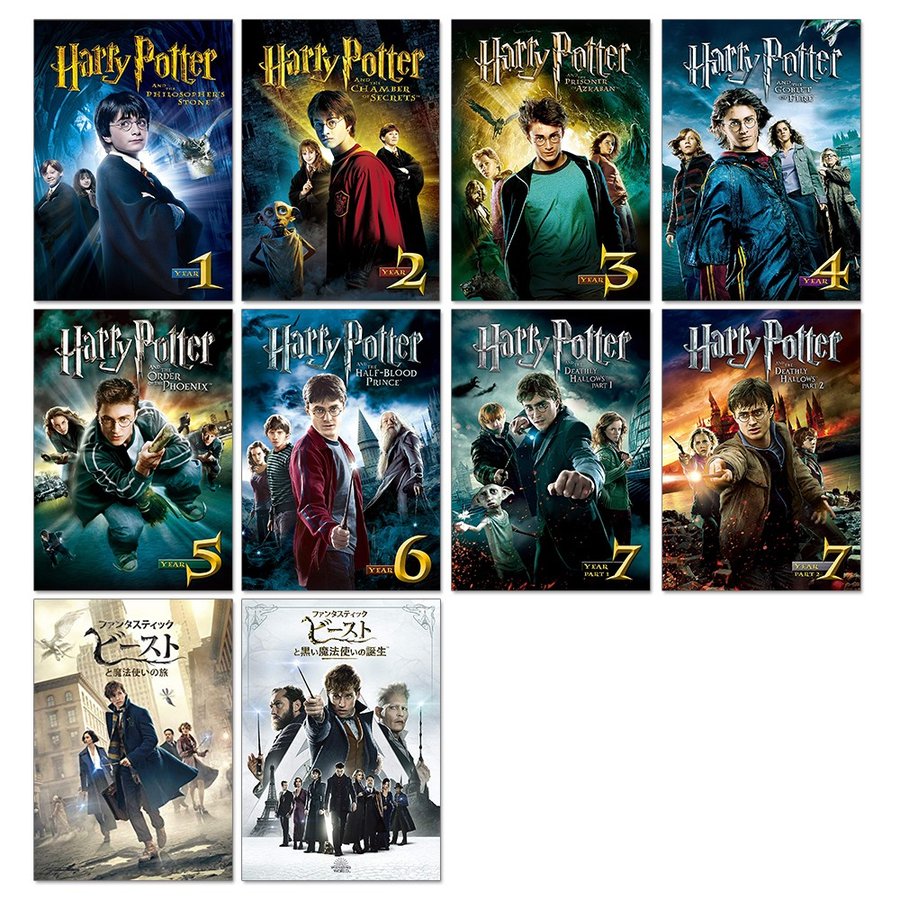 Harry Potter
AND THE
PHILOSOPHER'S
STONE
YEAR 1
Harry Potter
AND THE
CHAMBER
OF SECRETS
YEAR 2
Harry Potter
AND THE
PRISONER
OF AZKABAN
YEAR 3
Harry Potter
AND THE
GOBLET
OF FIRE
YEAR 4
Harry Potter
AND THE
ORDER
OF THE PHOENIX
YEAR 5
Harry Potter
AND THE
HALF-BLOOD
PRINCE
YEAR 6
Harry Potter
AND THE
DEATHLY
HALLOWS
PART 1
YEAR 7
PART 1
Harry Potter
AND THE
DEATHLY
HALLOWS
PART 2
YEAR 7
PART 2
ファンタスティック
ビースト
と魔法使いの旅
ファンタスティック
ビースト
と黒い魔法使いの誕生
WIZARDING
WORLD